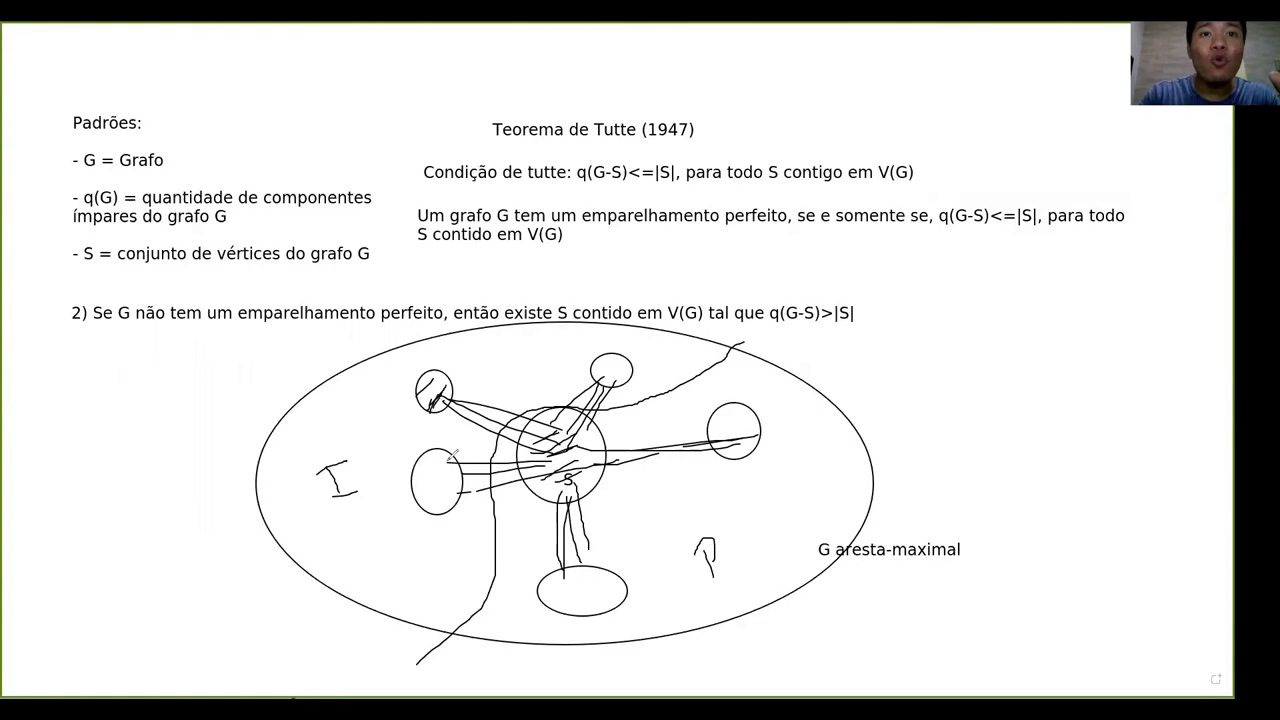 Padrões:
Teorema de Tutte (1947)
- G = Grafo
Condição de tutte: q(G-S)<=|S|, para todo S contigo em V(G)
- q(G) = quantidade de componentes
ímpares do grafo G
Um grafo G tem um emparelhamento perfeito, se e somente se, q(G-S)<=|S|, para todo
S contido em V(G)
- S = conjunto de vértices do grafo G
2) Se G não tem um emparelhamento perfeito, então existe S contido em V(G) tal que q(G-S)>|S|
I
S
P
G aresta-maximal